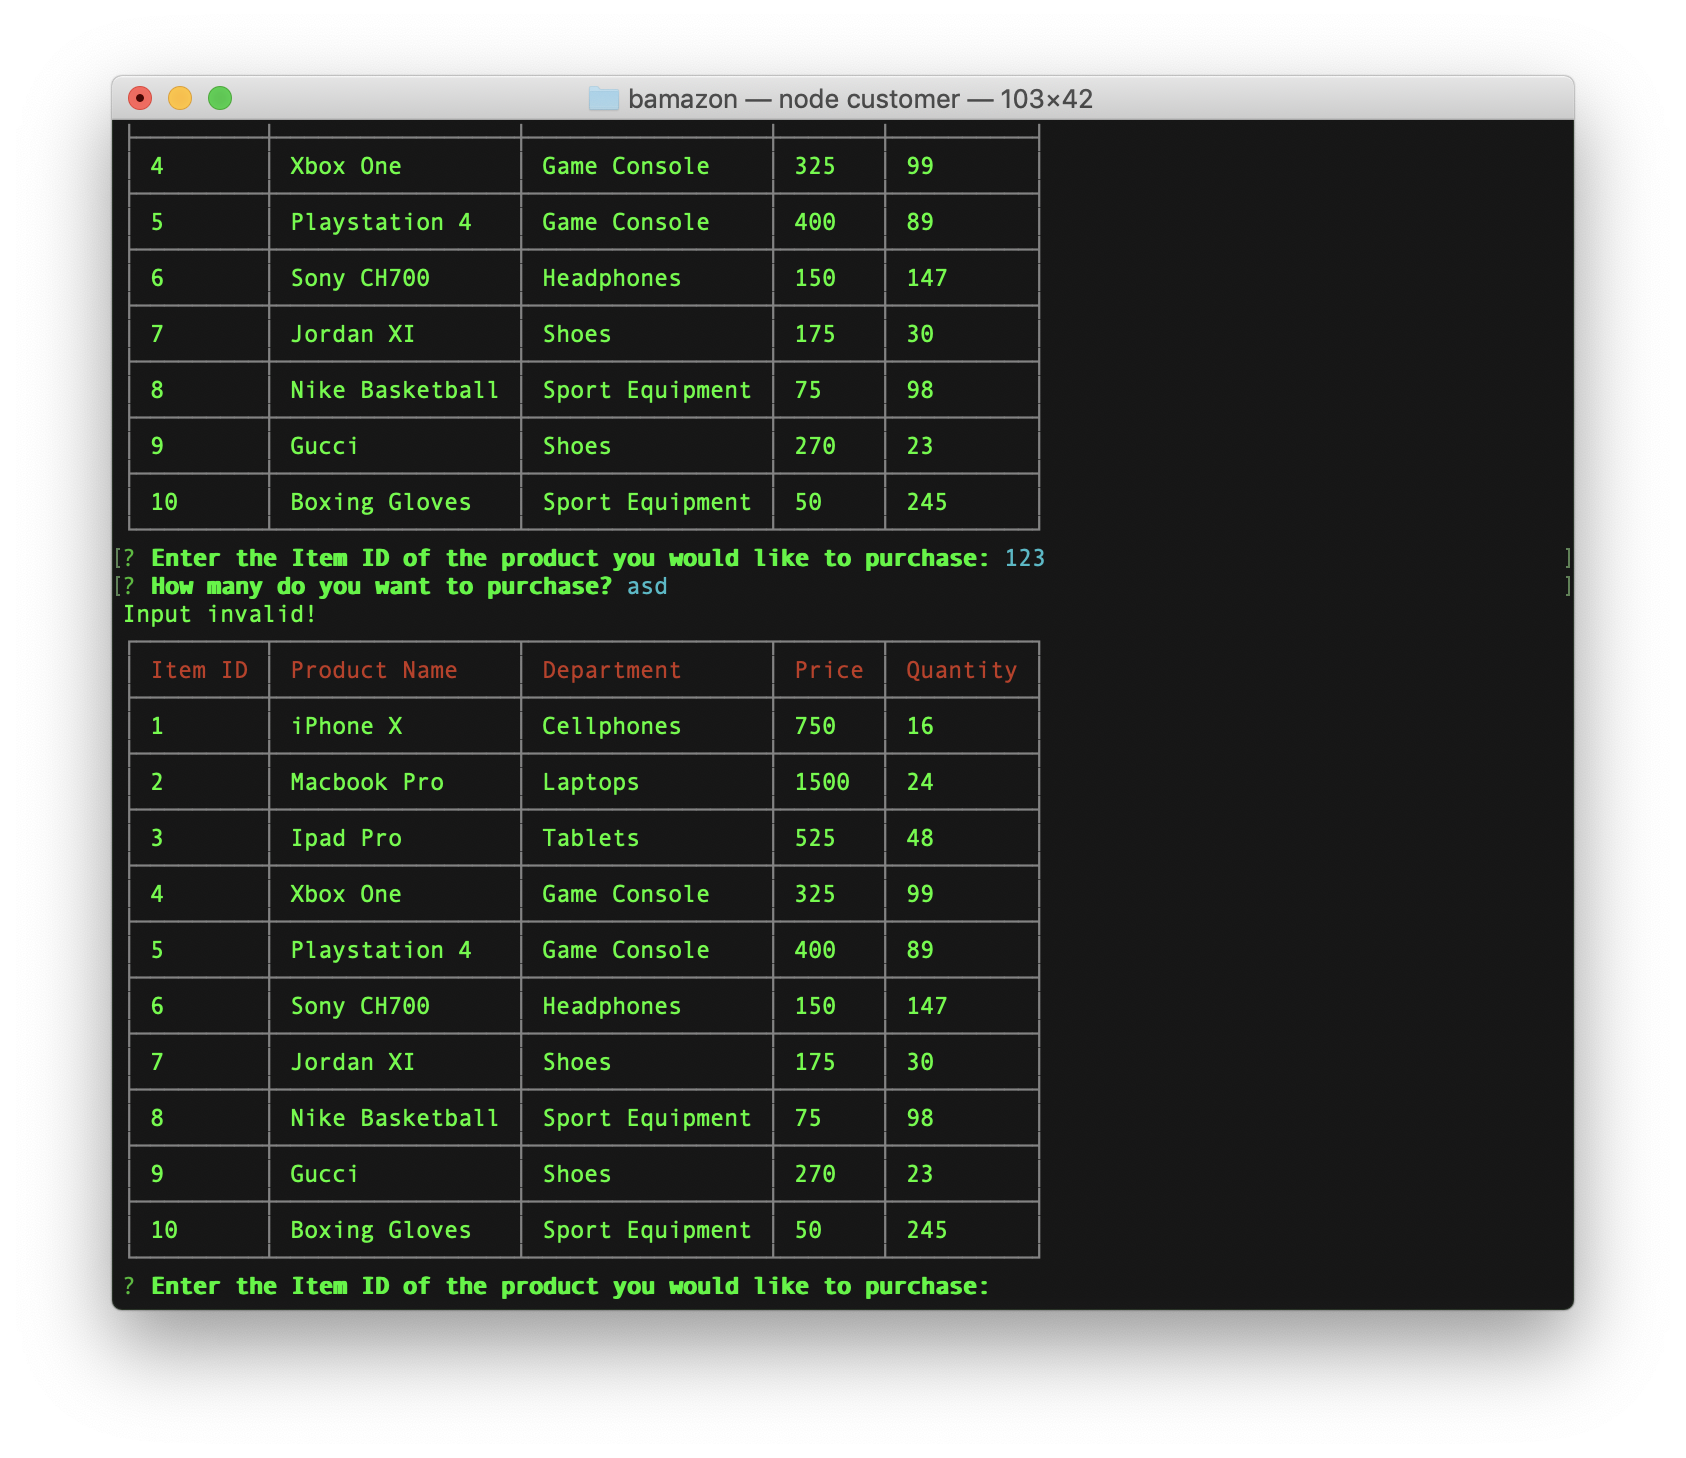 bamazon — node customer — 103×42
4 Xbox One Game Console 325 99
5 Playstation 4 Game Console 400 89
6 Sony CH700 Headphones 150 147
7 Jordan XI Shoes 175 30
8 Nike Basketball Sport Equipment 75 98
9 Gucci Shoes 270 23
10 Boxing Gloves Sport Equipment 50 245
[? Enter the Item ID of the product you would like to purchase: 123 ]
[? How many do you want to purchase? asd ]
Input invalid!
Item ID Product Name Department Price Quantity
1 iPhone X Cellphones 750 16
2 Macbook Pro Laptops 1500 24
3 Ipad Pro Tablets 525 48
4 Xbox One Game Console 325 99
5 Playstation 4 Game Console 400 89
6 Sony CH700 Headphones 150 147
7 Jordan XI Shoes 175 30
8 Nike Basketball Sport Equipment 75 98
9 Gucci Shoes 270 23
10 Boxing Gloves Sport Equipment 50 245
? Enter the Item ID of the product you would like to purchase: